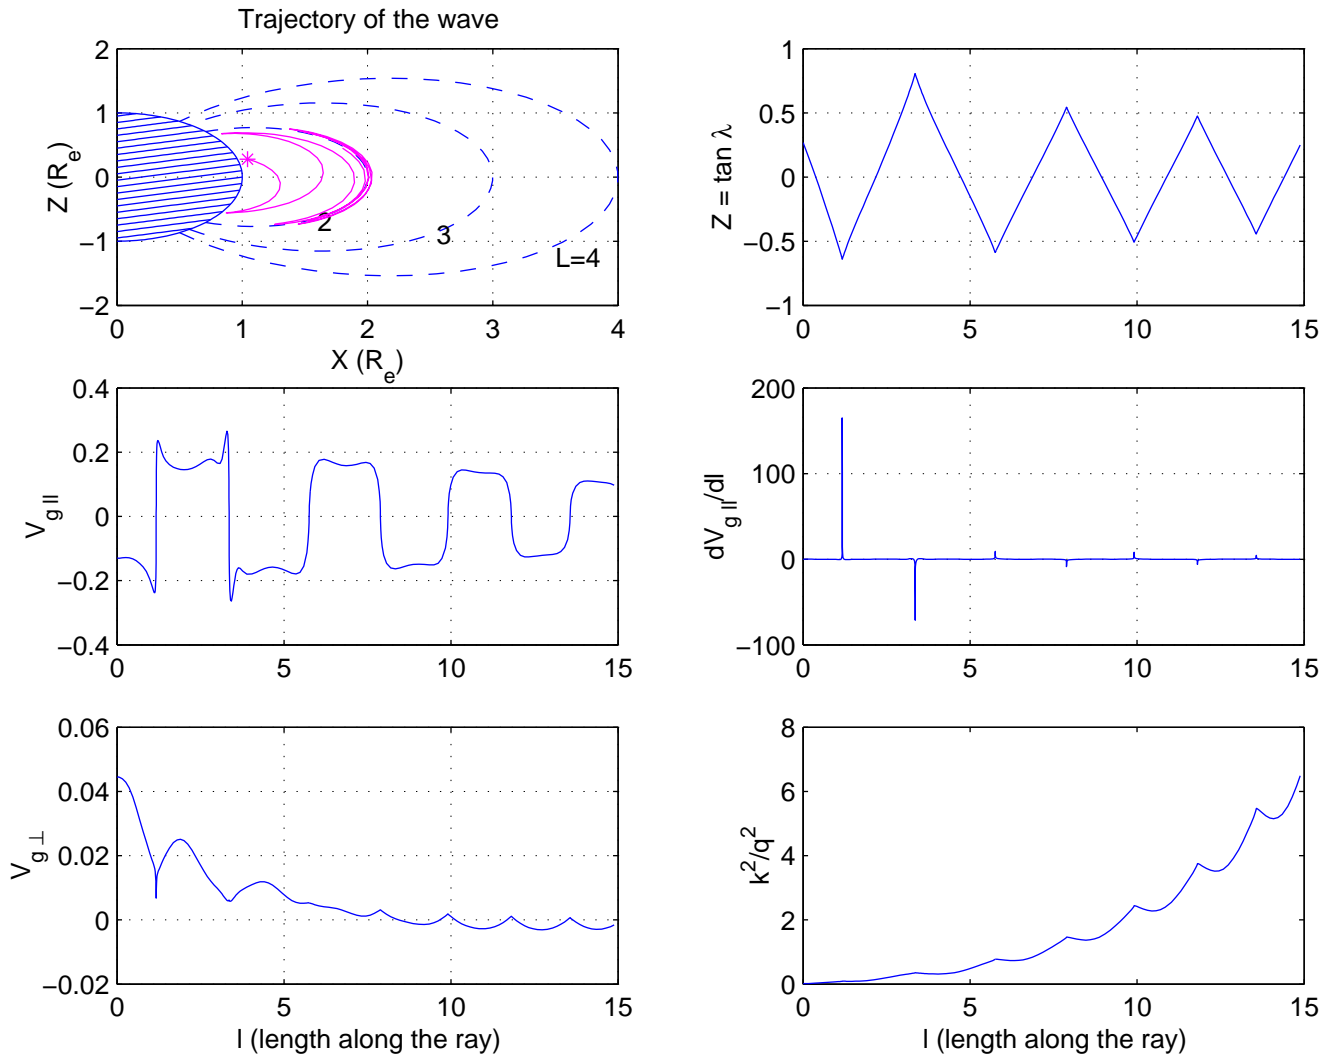 Trajectory of the wave
2
1
0
−1
−2
Z (Re)
2
3
L=4
0 1 2 3 4
X (Re)
1
0.5
0
−0.5
−1
Z = tan λ
0 5 10 15
0.4
0.2
0
−0.2
−0.4
Vg ||
0 5 10 15
200
100
0
−100
dVg ||/dl
0 5 10 15
0.06
0.04
0.02
0
−0.02
Vg ⊥
0 5 10 15
l (length along the ray)
8
6
4
2
0
k²/q²
0 5 10 15
l (length along the ray)